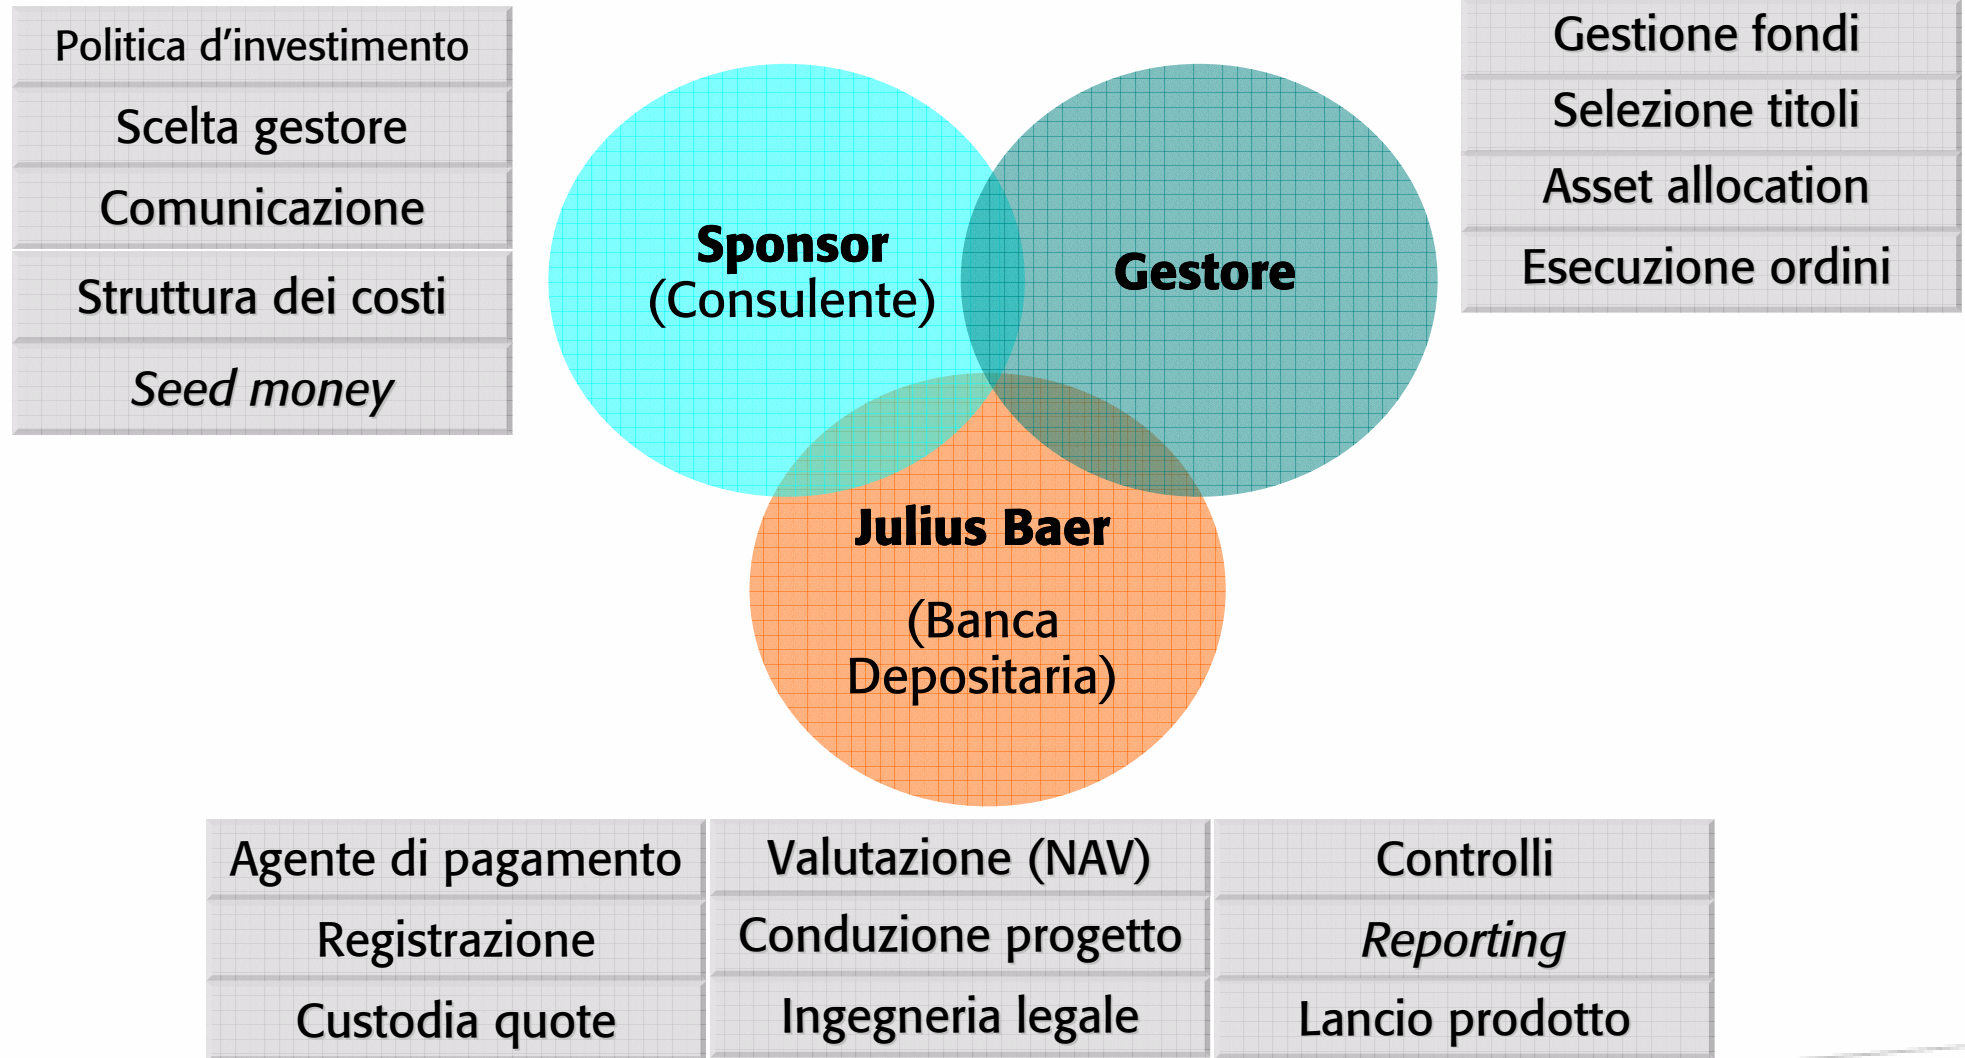 Politica d’investimento
Scelta gestore
Comunicazione
Struttura dei costi
Seed money
Sponsor
(Consulente)
Gestore
Gestione fondi
Selezione titoli
Asset allocation
Esecuzione ordini
Julius Baer
(Banca
Depositaria)
Agente di pagamento
Registrazione
Custodia quote
Valutazione (NAV)
Conduzione progetto
Ingegneria legale
Controlli
Reporting
Lancio prodotto